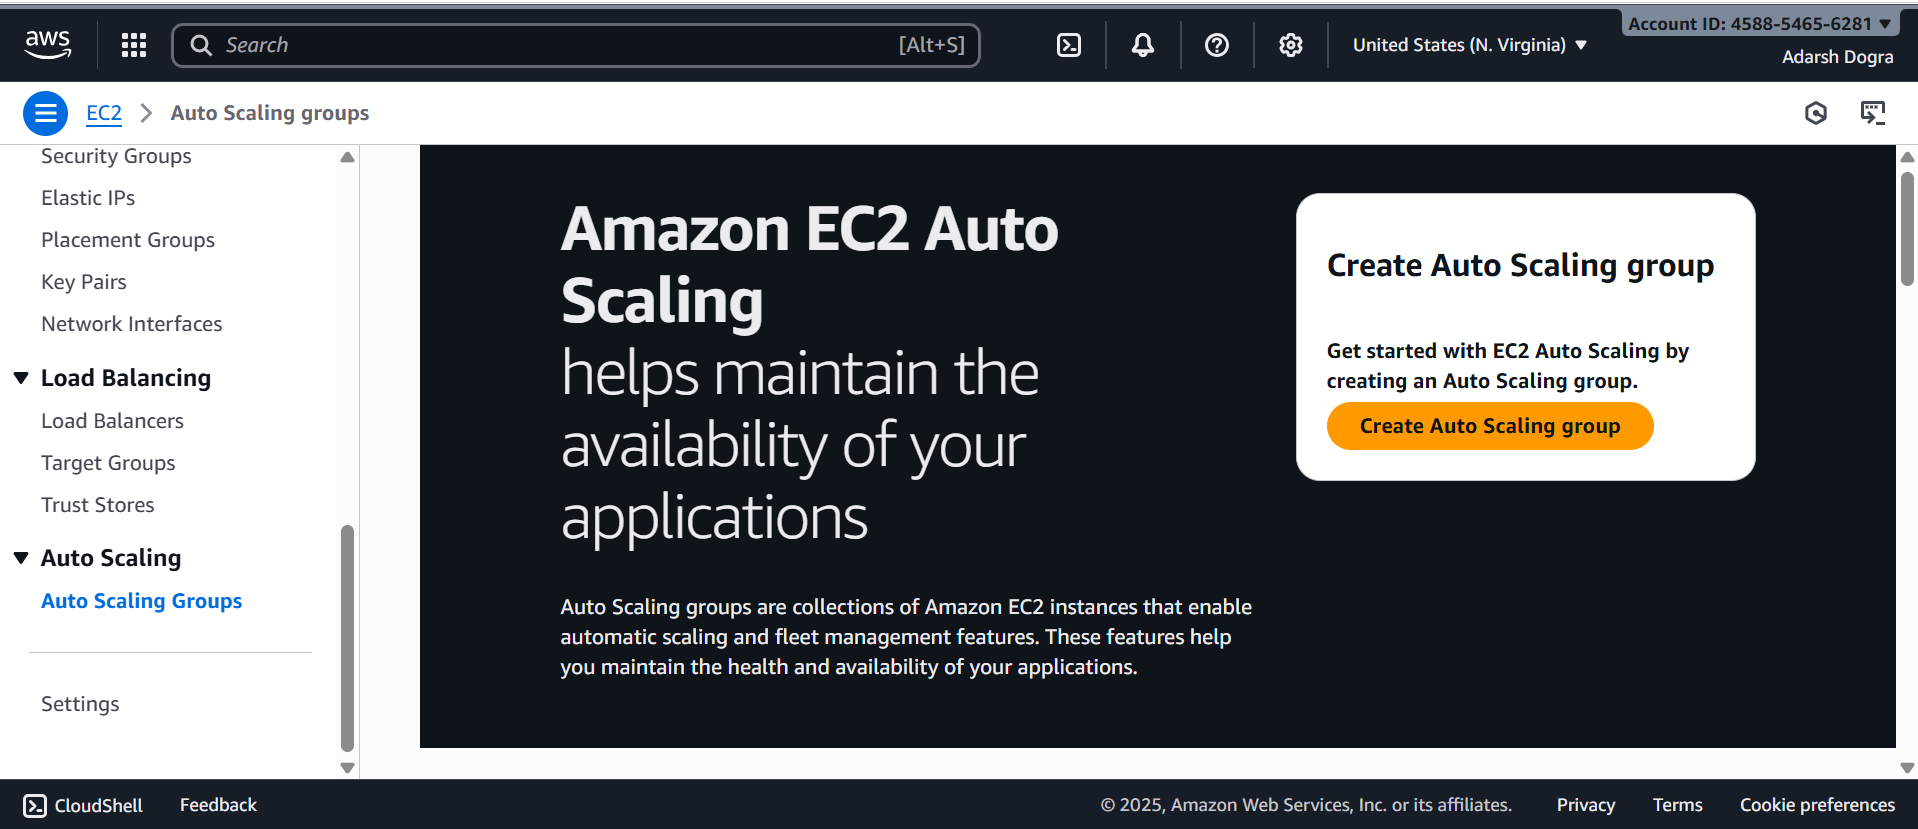 aws
Search [Alt+S]
United States (N. Virginia)
Account ID: 4588-5465-6281
Adarsh Dogra
EC2
Auto Scaling groups
Security Groups
Elastic IPs
Placement Groups
Key Pairs
Network Interfaces
Load Balancing
Load Balancers
Target Groups
Trust Stores
Auto Scaling
Auto Scaling Groups
Settings
Amazon EC2 Auto
Scaling
helps maintain the
availability of your
applications
Auto Scaling groups are collections of Amazon EC2 instances that enable
automatic scaling and fleet management features. These features help
you maintain the health and availability of your applications.
Create Auto Scaling group
Get started with EC2 Auto Scaling by
creating an Auto Scaling group.
Create Auto Scaling group
CloudShell
Feedback
© 2025, Amazon Web Services, Inc. or its affiliates.
Privacy
Terms
Cookie preferences